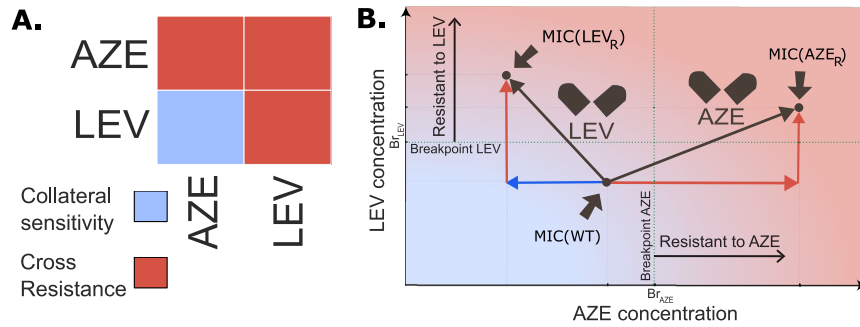 A.
AZE
LEV
AZE
LEV
Collateral
sensitivity
Cross
Resistance
B.
LEV concentration
Br_LEV
Resistant to LEV
Breakpoint LEV
MIC(LEV_R)
LEV
AZE
MIC(AZE_R)
MIC(WT)
Breakpoint AZE
Resistant to AZE
Br_AZE
AZE concentration